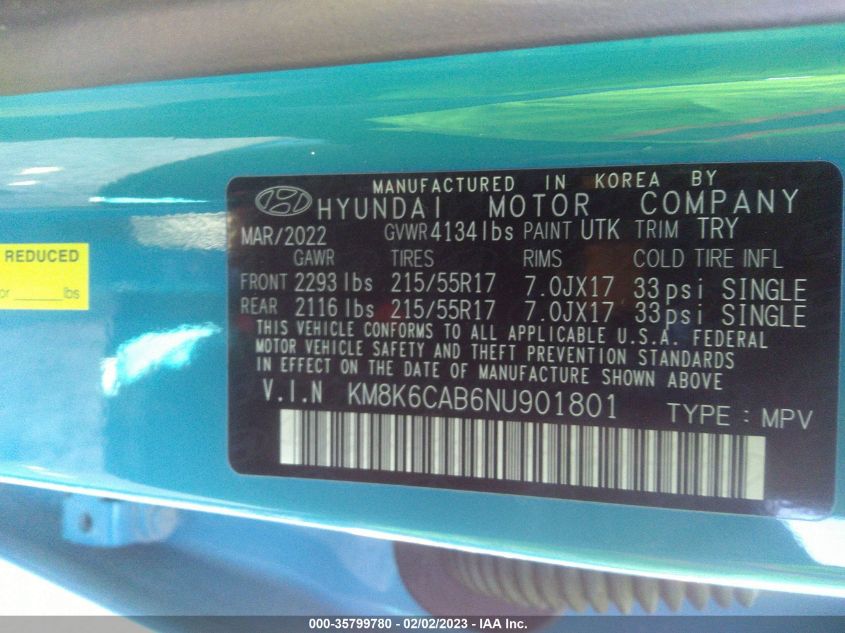 MANUFACTURED IN KOREA BY
HYUNDAI MOTOR COMPANY
MAR/2022 GVWR 4134 lbs PAINT UTK TRIM TRY
GAWR TIRES RIMS COLD TIRE INFL
FRONT 2293 lbs 215/55R17 7.0JX17 33 psi SINGLE
REAR 2116 lbs 215/55R17 7.0JX17 33 psi SINGLE
THIS VEHICLE CONFORMS TO ALL APPLICABLE U.S.A. FEDERAL
MOTOR VEHICLE SAFETY AND THEFT PREVENTION STANDARDS
IN EFFECT ON THE DATE OF MANUFACTURE SHOWN ABOVE
V.I.N KM8K6CAB6NU901801 TYPE : MPV
REDUCED
or ______lbs
000-35799780 — 02/02/2023 — IAA Inc.